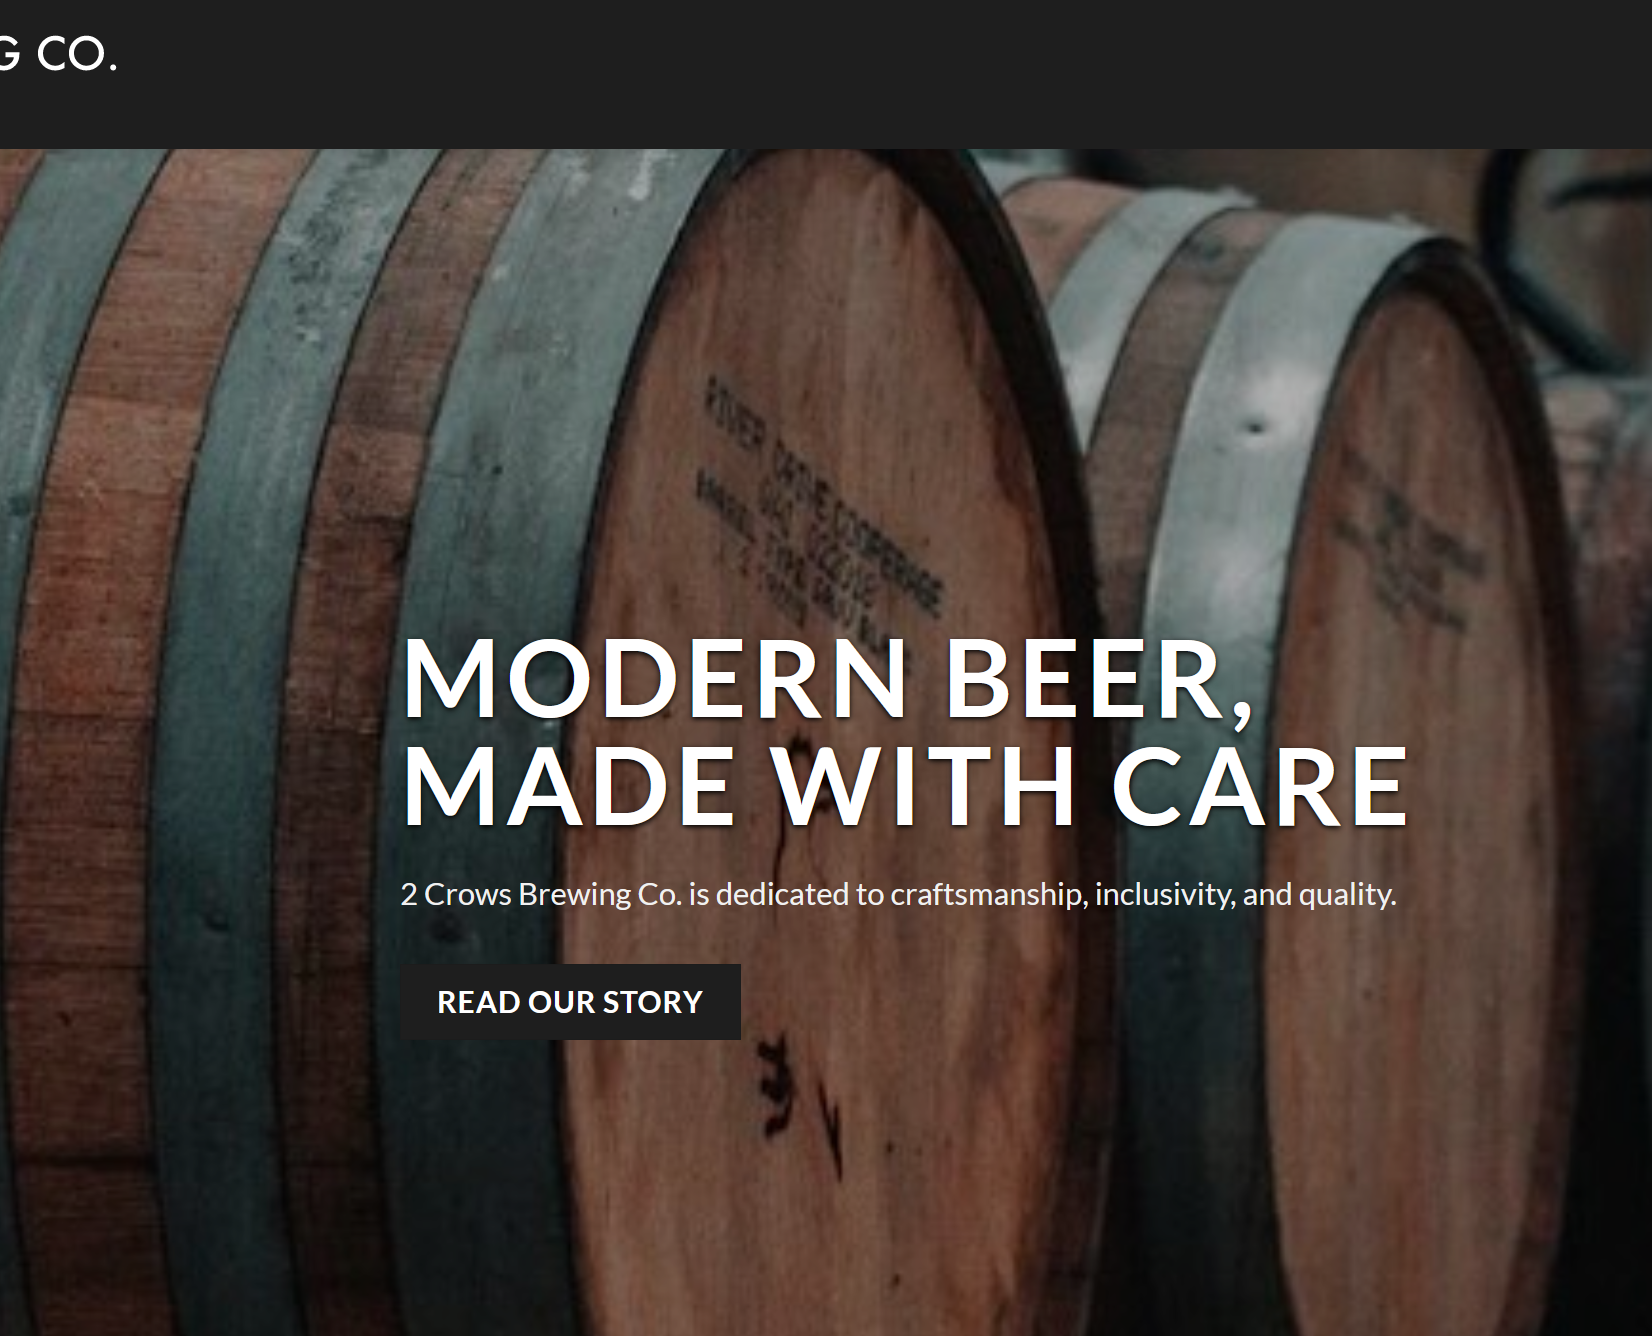 G CO.
MODERN BEER,
MADE WITH CARE
2 Crows Brewing Co. is dedicated to craftsmanship, inclusivity, and quality.
READ OUR STORY